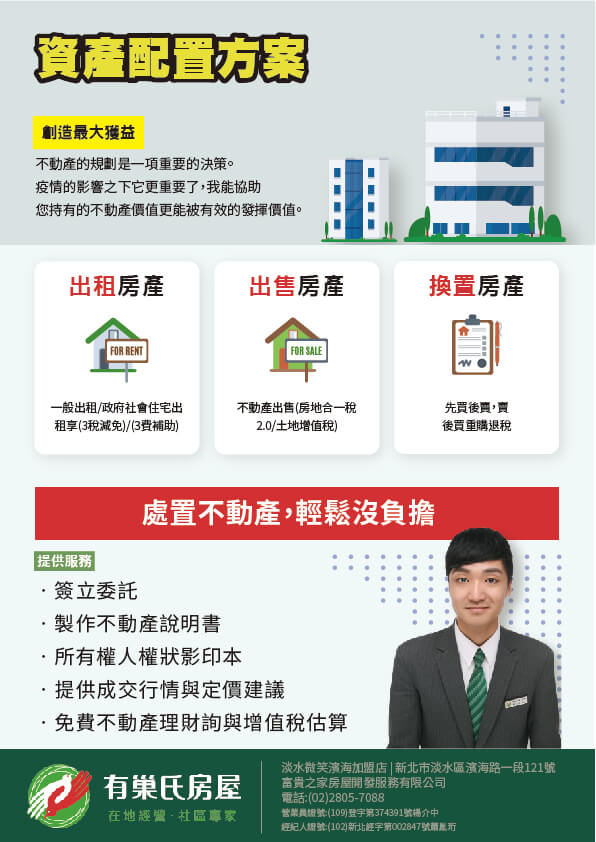 資產配置方案
創造最大獲益
不動產的規劃是一項重要的決策。
疫情的影響之下它更重要了，我能協助
您持有的不動產價值更能被有效的發揮價值。
出租房產
FOR RENT
一般出租/政府社會住宅出
租享(3稅減免)/(3費補助)
出售房產
FOR SALE
不動產出售(房地合一稅
2.0/土地增值稅)
換置房產
先買後賣，賣
後買重購退稅
處置不動產，輕鬆沒負擔
提供服務
· 簽立委託
· 製作不動產說明書
· 所有權人權狀影印本
· 提供成交行情與定價建議
· 免費不動產理財詢與增值稅估算
有巢氏房屋
在地經營·社區專家
淡水微笑濱海加盟店 | 新北市淡水區濱海路一段121號
富貴之家房屋開發服務有限公司
電話:(02)2805-7088
營業員證號:(109)登字第374391號楊介中
經紀人證號:(102)新北經字第002847號蕭胤珩